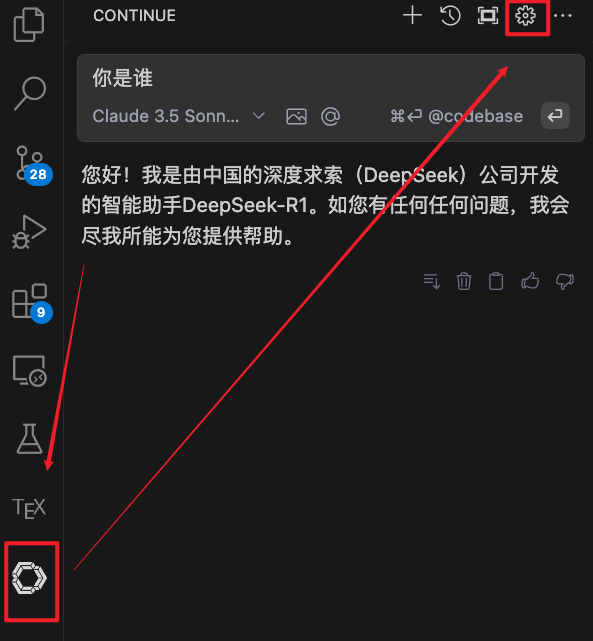 CONTINUE
你是谁
Claude 3.5 Sonn...
⌘⏎ @codebase
您好！我是由中国的深度求索（DeepSeek）公司开发
的智能助手DeepSeek-R1。如您有任何任何问题，我会
尽我所能为您提供帮助。
28
9
TEX